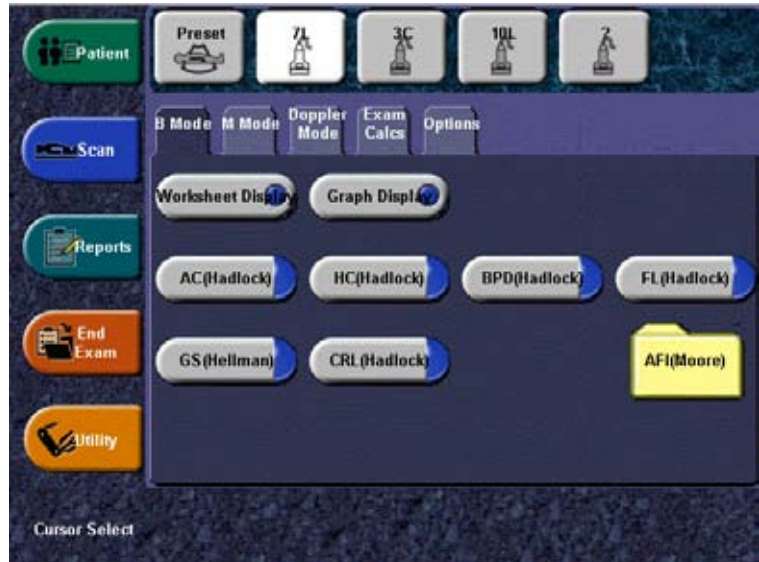 Patient
Preset
7L
3C
10L
2
B Mode
M Mode
Doppler
Mode
Exam
Calcs
Options
Scan
Worksheet Display
Graph Display
Reports
AC(Hadlock)
HC(Hadlock)
BPD(Hadlock)
FL(Hadlock)
End
Exam
GS(Hellman)
CRL(Hadlock)
AFI(Moore)
Utility
Cursor Select